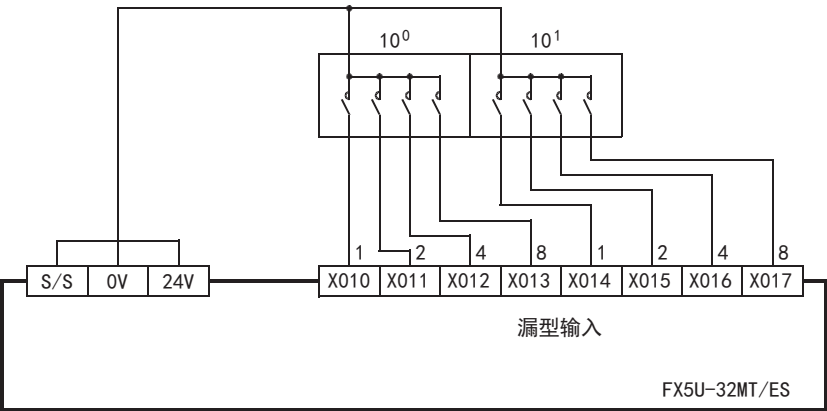 10⁰ 10¹
1 2 4 8 1 2 4 8
S/S 0V 24V X010 X011 X012 X013 X014 X015 X016 X017
漏型输入
FX5U-32MT/ES